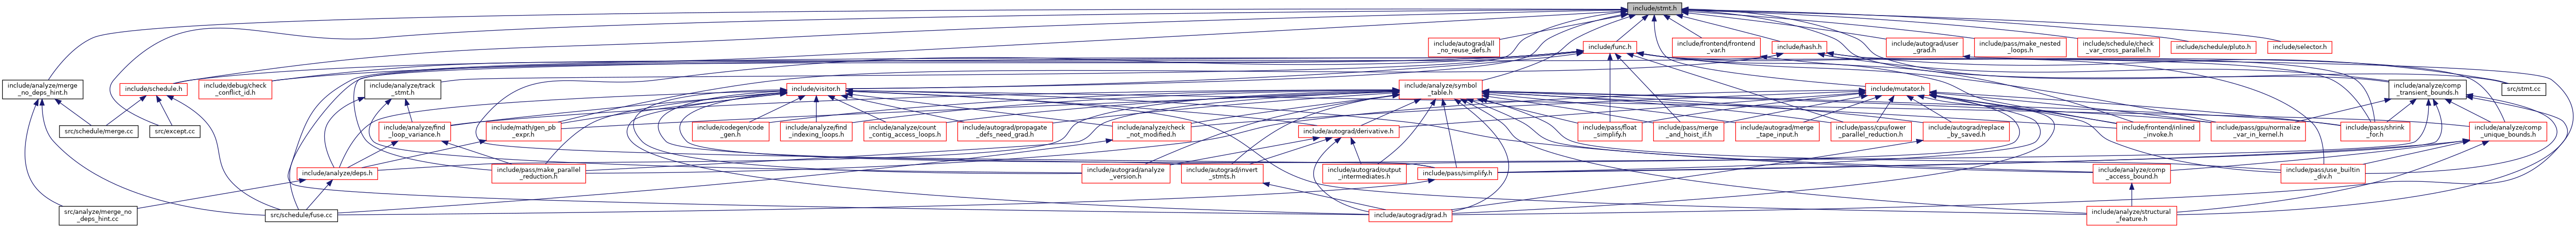 include/stmt.h
include/autograd/all
_no_reuse_defs.h
include/func.h
include/frontend/frontend
_var.h
include/hash.h
include/autograd/user
_grad.h
include/pass/make_nested
_loops.h
include/schedule/check
_var_cross_parallel.h
include/schedule/pluto.h
include/selector.h
include/analyze/merge
_no_deps_hint.h
include/schedule.h
include/debug/check
_conflict_id.h
include/analyze/track
_stmt.h
include/visitor.h
include/analyze/symbol
_table.h
include/mutator.h
include/analyze/comp
_transient_bounds.h
src/stmt.cc
src/schedule/merge.cc
src/except.cc
include/analyze/find
_loop_variance.h
include/math/gen_pb
_expr.h
include/codegen/code
_gen.h
include/analyze/find
_indexing_loops.h
include/analyze/count
_contig_access_loops.h
include/autograd/propagate
_defs_need_grad.h
include/analyze/check
_not_modified.h
include/autograd/derivative.h
include/pass/float
_simplify.h
include/pass/merge
_and_hoist_if.h
include/autograd/merge
_tape_input.h
include/pass/cpu/lower
_parallel_reduction.h
include/autograd/replace
_by_saved.h
include/frontend/inlined
_invoke.h
include/pass/gpu/normalize
_var_in_kernel.h
include/pass/shrink
_for.h
include/analyze/comp
_unique_bounds.h
include/analyze/deps.h
include/pass/make_parallel
_reduction.h
include/autograd/analyze
_version.h
include/autograd/invert
_stmts.h
include/autograd/output
_intermediates.h
include/pass/simplify.h
include/analyze/comp
_access_bound.h
include/pass/use_builtin
_div.h
src/analyze/merge_no
_deps_hint.cc
src/schedule/fuse.cc
include/autograd/grad.h
include/analyze/structural
_feature.h